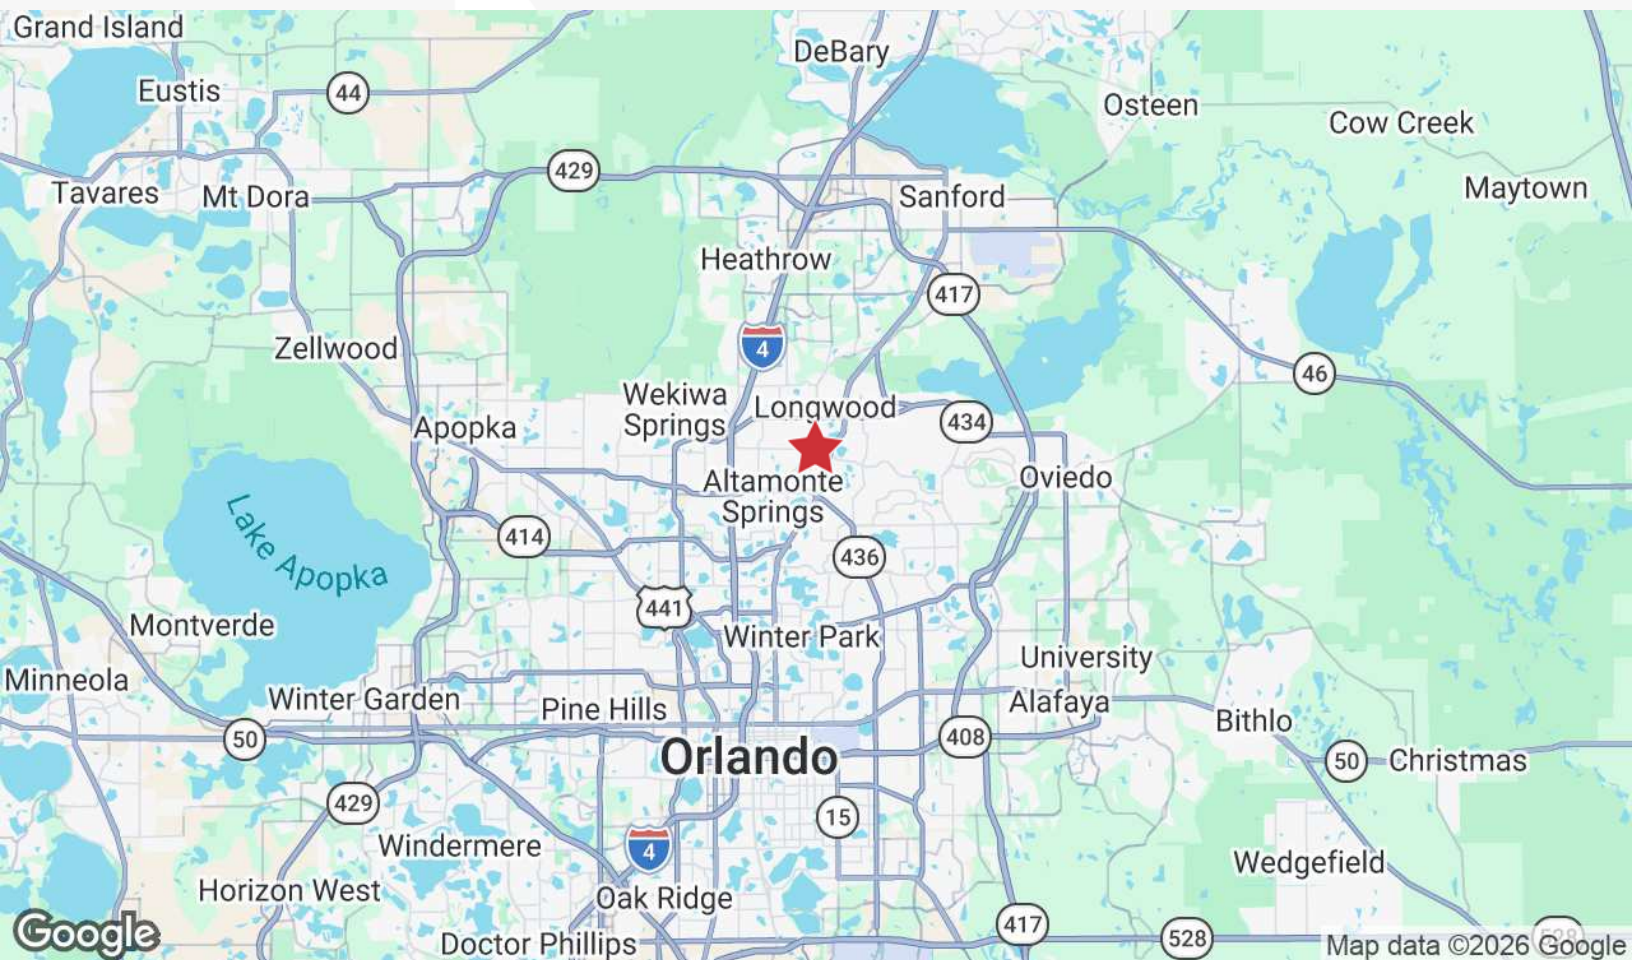 Grand Island
DeBary
Eustis
44
Osteen
Cow Creek
429
Tavares
Mt Dora
Sanford
Maytown
Heathrow
417
Zellwood
4
46
Wekiwa
Springs
Longwood
434
Apopka
Altamonte
Springs
Oviedo
Lake Apopka
414
436
441
Montverde
Winter Park
University
Minneola
Winter Garden
Pine Hills
Alafaya
Bithlo
50
Orlando
408
50
Christmas
429
15
Windermere
4
Wedgefield
Horizon West
Oak Ridge
417
528
528
Google
Doctor Phillips
Map data ©2026 Google